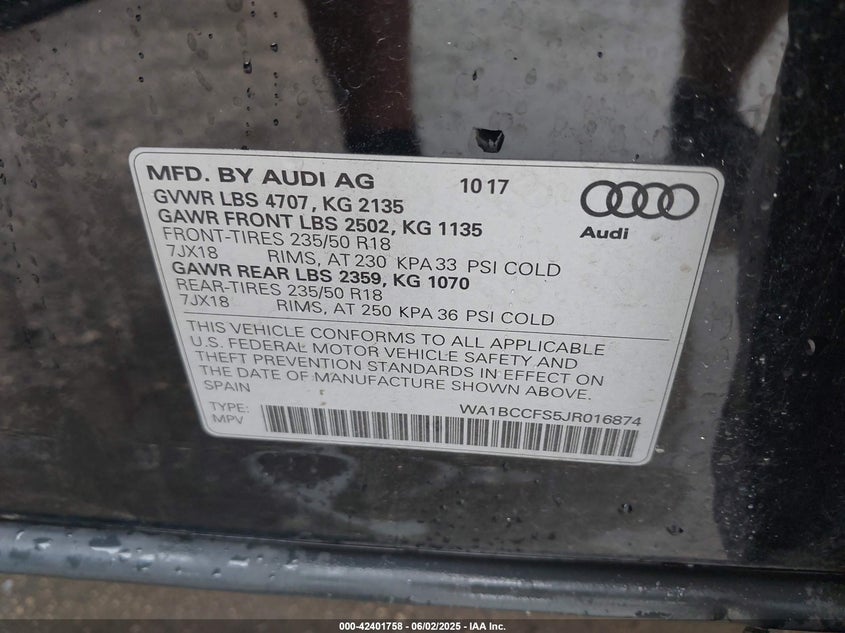 MFD. BY AUDI AG 10 17
GVWR LBS 4707, KG 2135
GAWR FRONT LBS 2502, KG 1135
FRONT-TIRES 235/50 R18
7JX18 RIMS, AT 230 KPA 33 PSI COLD
GAWR REAR LBS 2359, KG 1070
REAR-TIRES 235/50 R18
7JX18 RIMS, AT 250 KPA 36 PSI COLD
Audi
THIS VEHICLE CONFORMS TO ALL APPLICABLE
U.S. FEDERAL MOTOR VEHICLE SAFETY AND
THEFT PREVENTION STANDARDS IN EFFECT ON
THE DATE OF MANUFACTURE SHOWN ABOVE.
SPAIN
TYPE: WA1BCCFS5JR016874
MPV
000-42401758 - 06/02/2025 - IAA Inc.